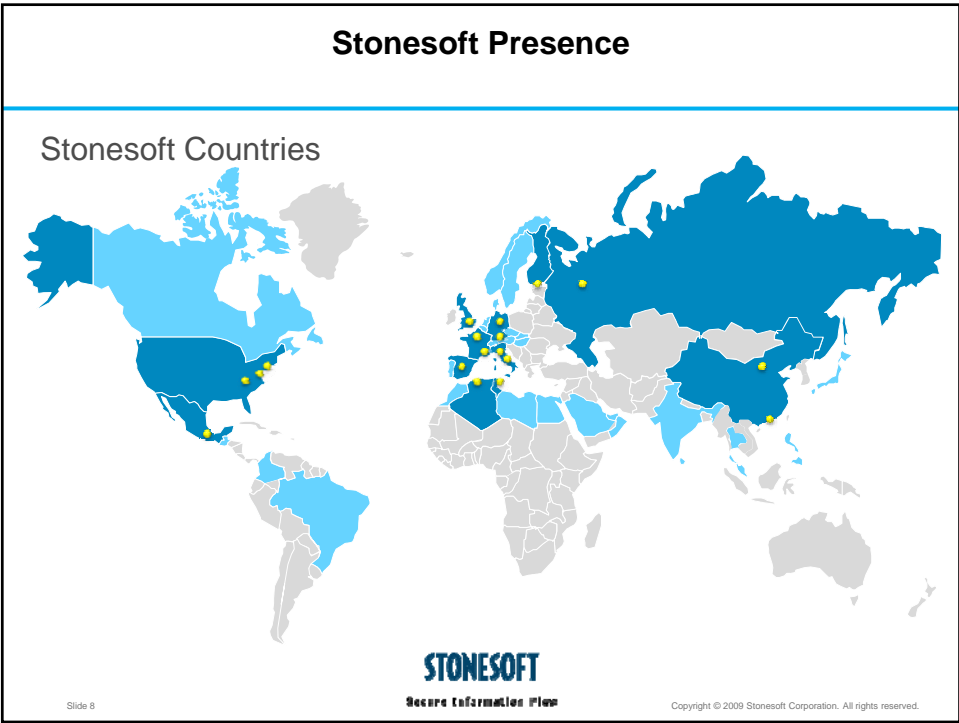 Stonesoft Presence
Stonesoft Countries
STONESOFT
Secure Information Flow
Slide 8
Copyright © 2009 Stonesoft Corporation. All rights reserved.